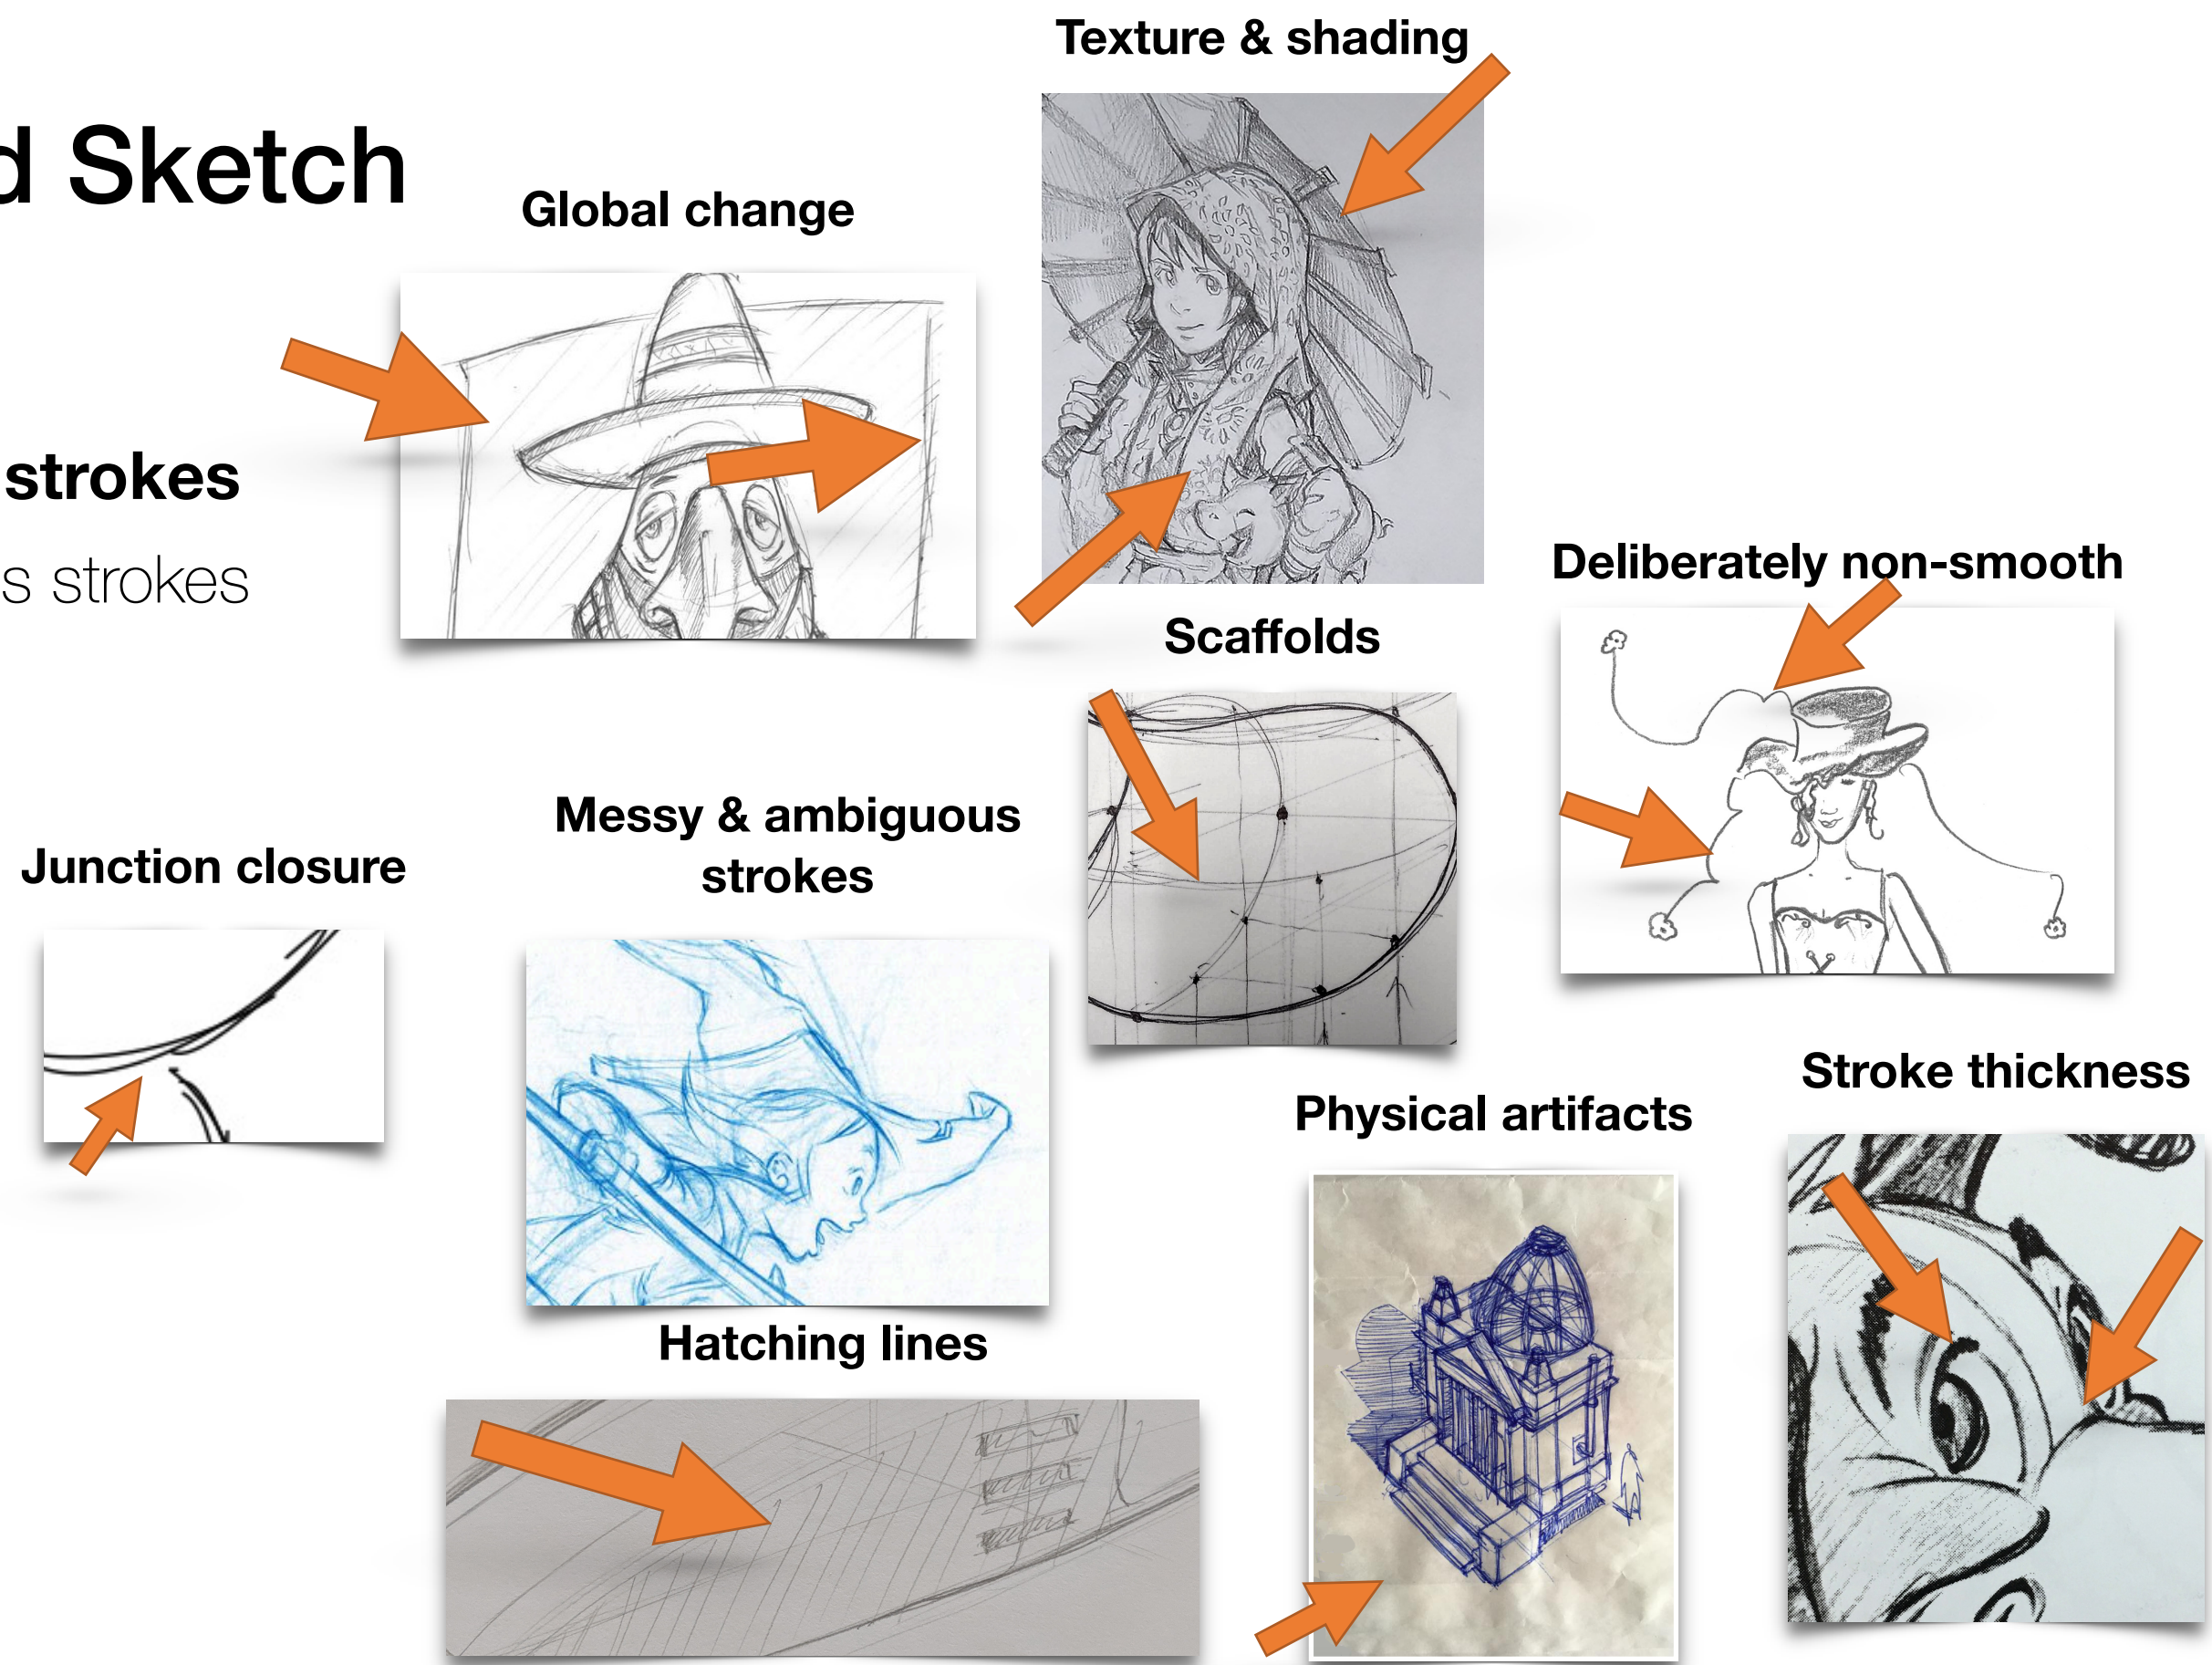 Texture & shading
d Sketch
Global change
strokes
s strokes
Deliberately non-smooth
Scaffolds
Messy & ambiguous
strokes
Junction closure
Stroke thickness
Physical artifacts
Hatching lines